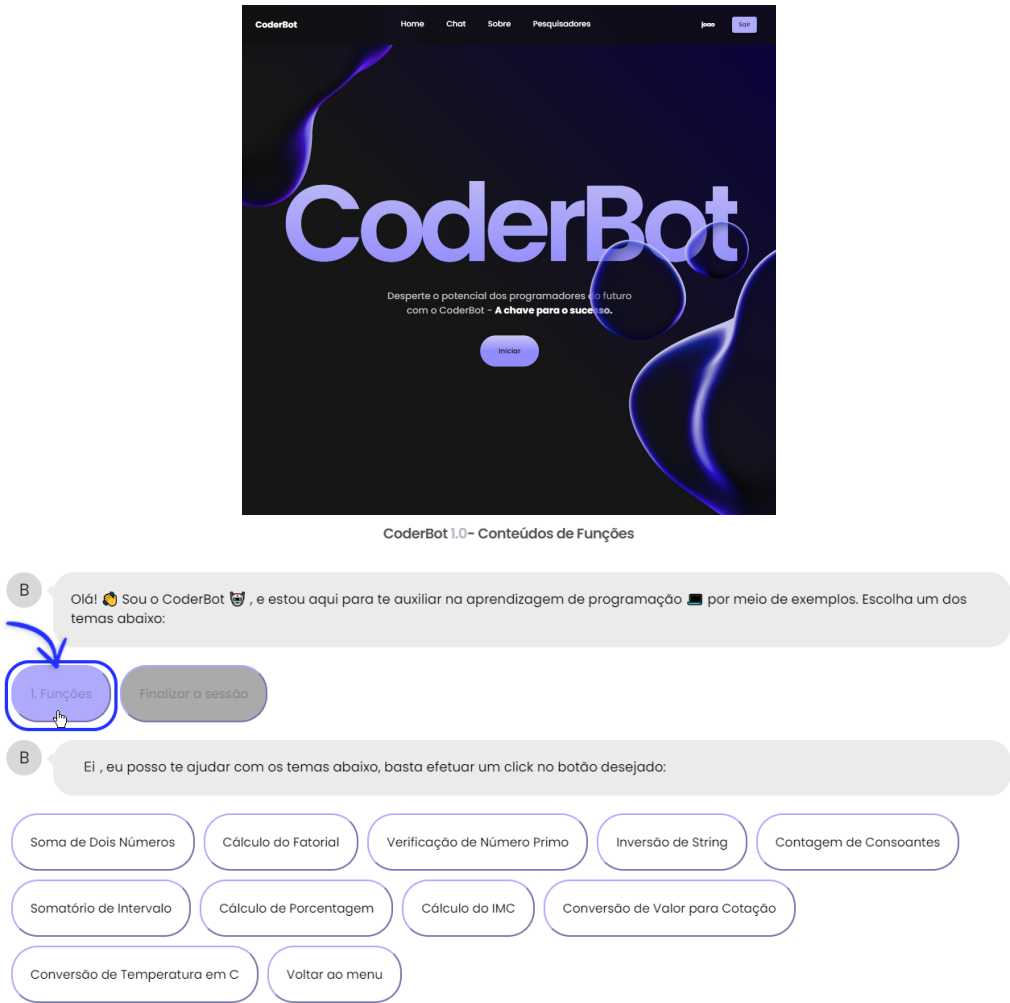 CoderBot Home Chat Sobre Pesquisadores joao Sair
CoderBot
Desperte o potencial dos programadores do futuro
com o CoderBot - A chave para o sucesso.
Iniciar
CoderBot 1.0- Conteúdos de Funções
B
Olá! 👏 Sou o CoderBot 🤖 , e estou aqui para te auxiliar na aprendizagem de programação 💻 por meio de exemplos. Escolha um dos
temas abaixo:
1. Funções Finalizar a sessão
B
Ei , eu posso te ajudar com os temas abaixo, basta efetuar um click no botão desejado:
Soma de Dois Números Cálculo do Fatorial Verificação de Número Primo Inversão de String Contagem de Consoantes
Somatório de Intervalo Cálculo de Porcentagem Cálculo do IMC Conversão de Valor para Cotação
Conversão de Temperatura em C Voltar ao menu